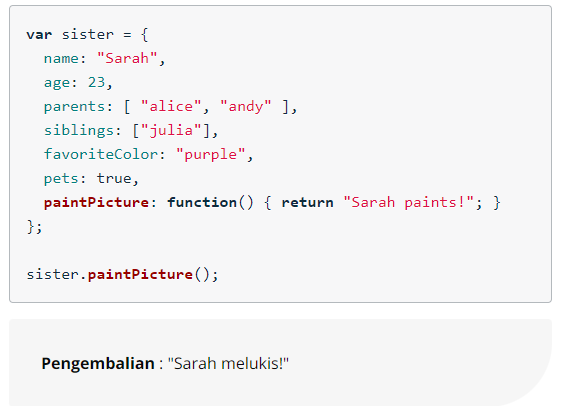 var sister = {
  name: "Sarah",
  age: 23,
  parents: [ "alice", "andy" ],
  siblings: ["julia"],
  favoriteColor: "purple",
  pets: true,
  paintPicture: function() { return "Sarah paints!"; }
};

sister.paintPicture();

Pengembalian : "Sarah melukis!"